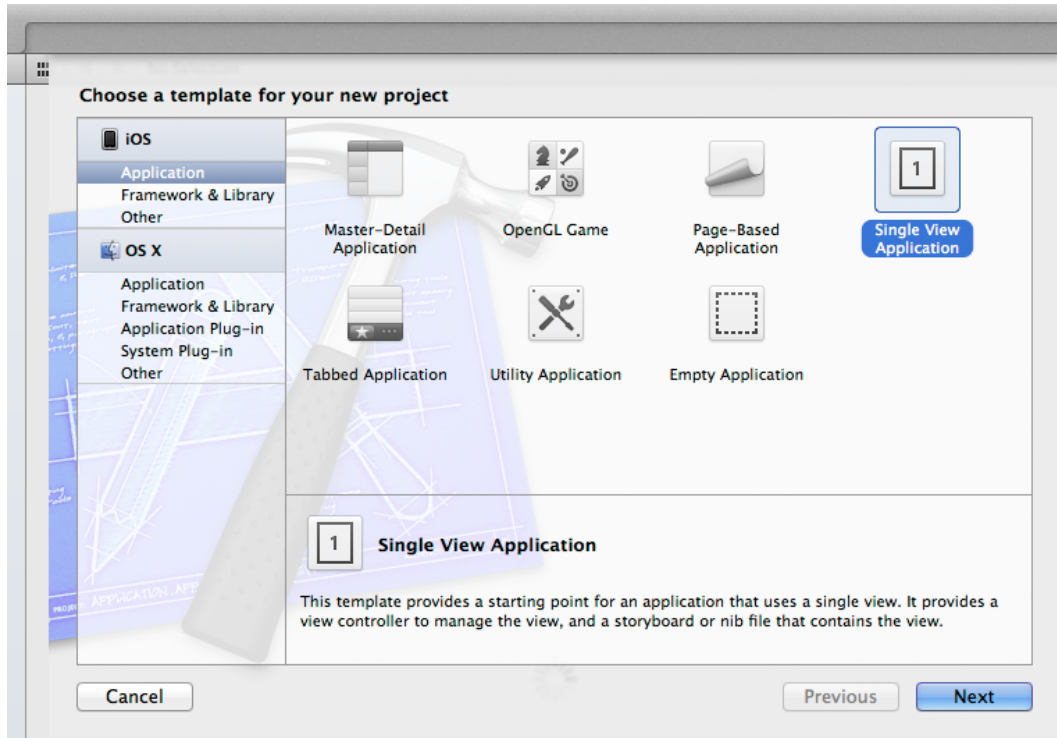 Choose a template for your new project
iOS
Application
Framework & Library
Other
OS X
Application
Framework & Library
Application Plug-in
System Plug-in
Other
Master-Detail
Application
OpenGL Game
Page-Based
Application
1
Single View
Application
Tabbed Application
Utility Application
Empty Application
1
Single View Application
This template provides a starting point for an application that uses a single view. It provides a
view controller to manage the view, and a storyboard or nib file that contains the view.
Cancel
Previous
Next